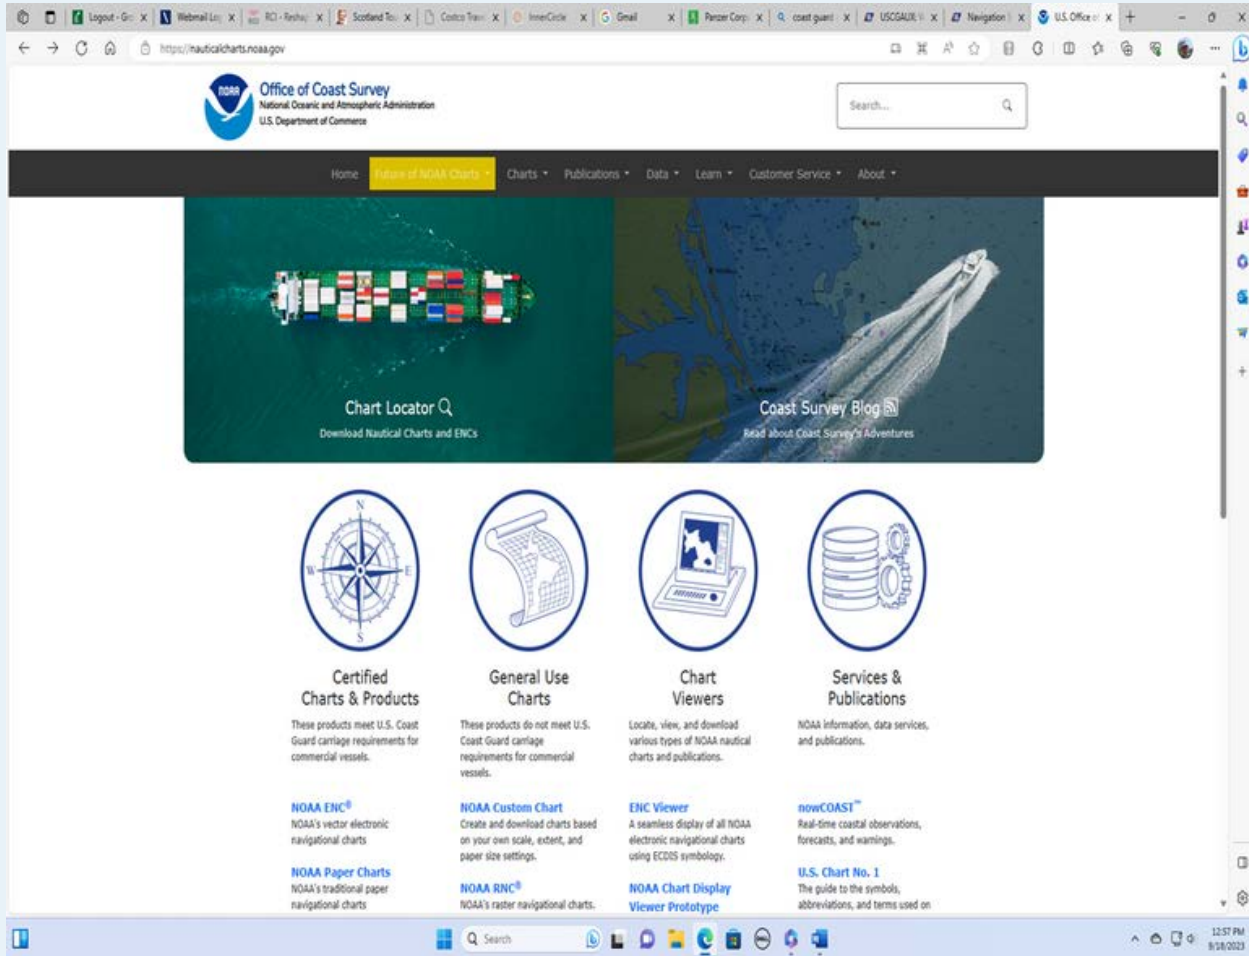 Logout - Gro
Webmail Log
RCI - Reshap
Scotland Tou
Costco Trave
InnerCircle
Gmail
Panzer Corp
coast guard
USCGAUX
Navigation
U.S. Office of
https://nauticalcharts.noaa.gov
NOAA
Office of Coast Survey
National Oceanic and Atmospheric Administration
U.S. Department of Commerce
Search...
Home Future of NOAA Charts Charts Publications Data Learn Customer Service About
Chart Locator
Download Nautical Charts and ENCs
Coast Survey Blog
Read about Coast Survey's Adventures
N
W E
S
Certified
Charts & Products
These products meet U.S. Coast
Guard carriage requirements for
commercial vessels.
NOAA ENC®
NOAA's vector electronic
navigational charts
NOAA Paper Charts
NOAA's traditional paper
navigational charts
General Use
Charts
These products do not meet U.S.
Coast Guard carriage
requirements for commercial
vessels.
NOAA Custom Chart
Create and download charts based
on your own scale, extent, and
paper size settings.
NOAA RNC®
NOAA's raster navigational charts.
Chart
Viewers
Locate, view, and download
various types of NOAA nautical
charts and publications.
ENC Viewer
A seamless display of all NOAA
electronic navigational charts
using ECDIS symbology.
NOAA Chart Display
Viewer Prototype
Services &
Publications
NOAA information, data services,
and publications.
nowCOAST™
Real-time coastal observations,
forecasts, and warnings.
U.S. Chart No. 1
The guide to the symbols,
abbreviations, and terms used on
Search
12:57 PM
9/18/2023